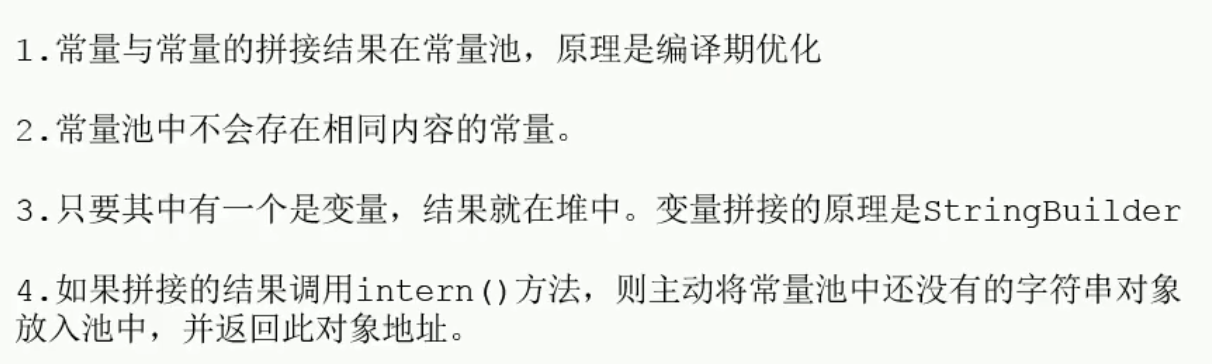 1.常量与常量的拼接结果在常量池，原理是编译期优化
2.常量池中不会存在相同内容的常量。
3.只要其中有一个是变量，结果就在堆中。变量拼接的原理是StringBuilder
4.如果拼接的结果调用intern()方法，则主动将常量池中还没有的字符串对象
放入池中，并返回此对象地址。